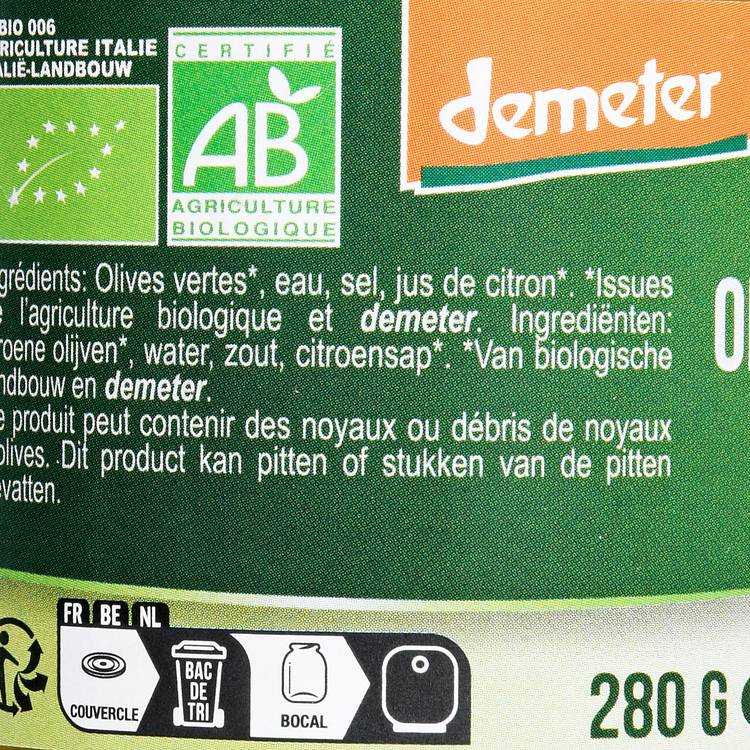 BIO 006
RICULTURE ITALIE
ALIË-LANDBOUW
CERTIFIÉ
AB
AGRICULTURE
BIOLOGIQUE
demeter
grédients: Olives vertes*, eau, sel, jus de citron*. *Issues
l'agriculture biologique et demeter. Ingrediënten:
roene olijven*, water, zout, citroensap*. *Van biologische
ndbouw en demeter.
e produit peut contenir des noyaux ou débris de noyaux
olives. Dit product kan pitten of stukken van de pitten
evatten.
FR BE NL
COUVERCLE
BAC
DE
TRI
BOCAL
280 G